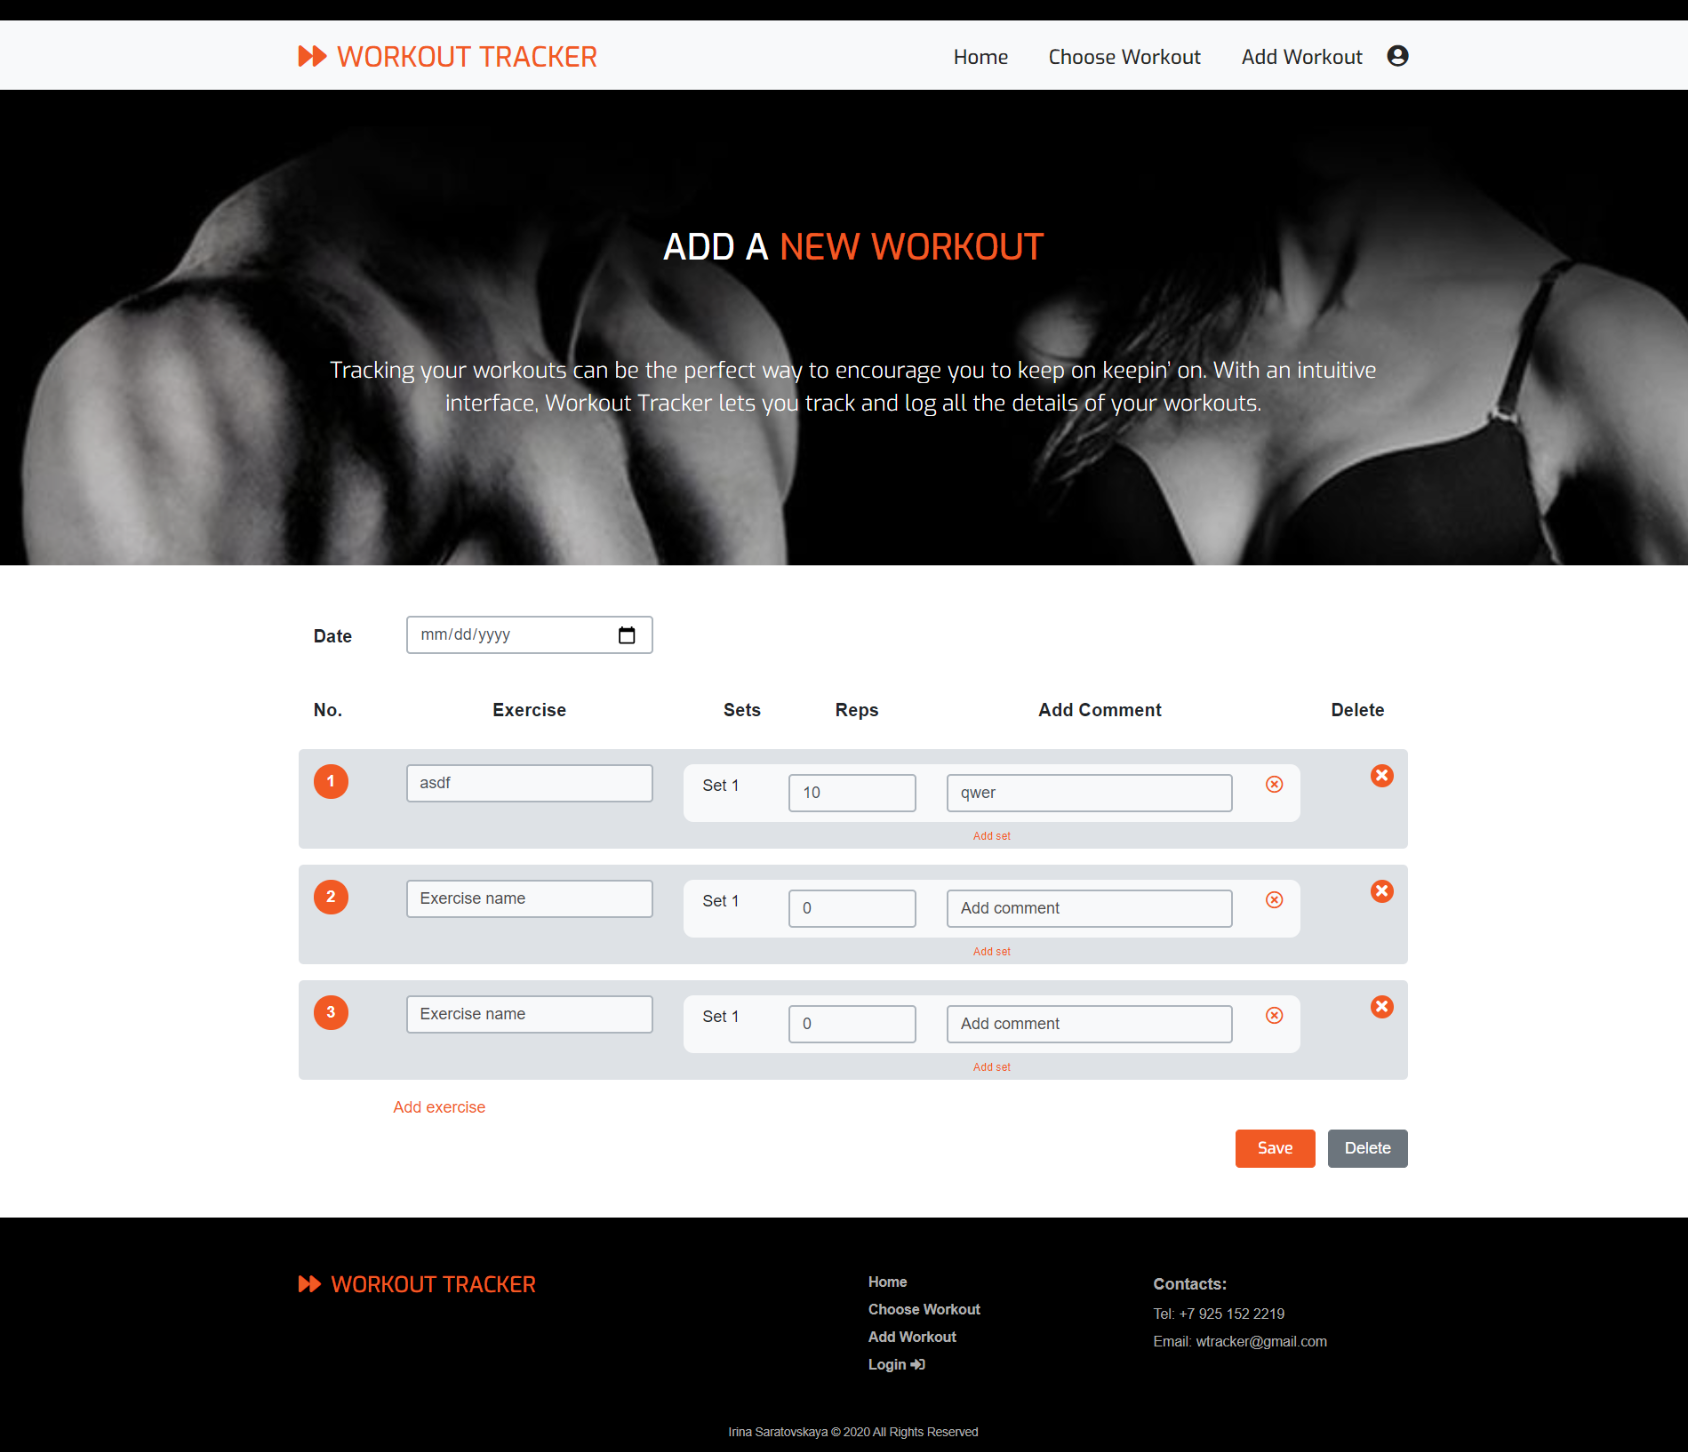 WORKOUT TRACKER
Home Choose Workout Add Workout
ADD A NEW WORKOUT
Tracking your workouts can be the perfect way to encourage you to keep on keepin' on. With an intuitive
interface, Workout Tracker lets you track and log all the details of your workouts.
Date mm/dd/yyyy
No. Exercise Sets Reps Add Comment Delete
1 asdf Set 1 10 qwer
Add set
2 Exercise name Set 1 0 Add comment
Add set
3 Exercise name Set 1 0 Add comment
Add set
Add exercise
Save Delete
WORKOUT TRACKER
Home
Choose Workout
Add Workout
Login
Contacts:
Tel: +7 925 152 2219
Email: wtracker@gmail.com
Irina Saratovskaya © 2020 All Rights Reserved